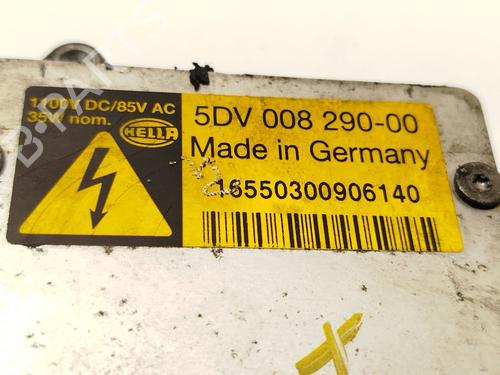 1100V DC/85V AC
35W nom.
HELLA
5DV 008 290-00
Made in Germany
16550300906140
B-PARTS